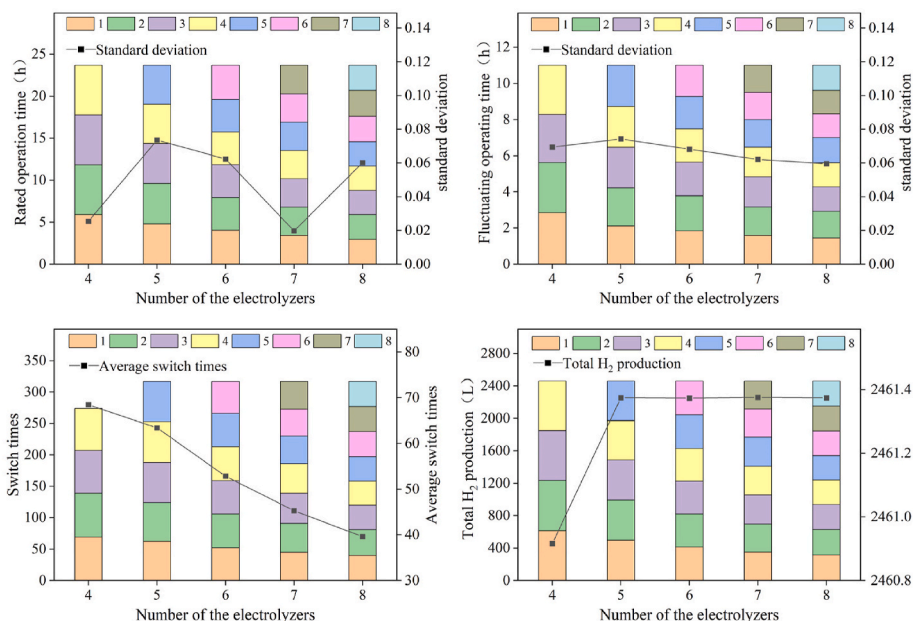 1 2 3 4 5 6 7 8
Standard deviation
Rated operation time（h）
0 5 10 15 20 25
0.00 0.02 0.04 0.06 0.08 0.10 0.12 0.14
standard deviation
4 5 6 7 8
Number of the electrolyzers
1 2 3 4 5 6 7 8
Standard deviation
Fluctuating operating time（h）
0 2 4 6 8 10 12
0.00 0.02 0.04 0.06 0.08 0.10 0.12 0.14
standard deviation
4 5 6 7 8
Number of the electrolyzers
1 2 3 4 5 6 7 8
Average switch times
Switch times
0 50 100 150 200 250 300 350
30 40 50 60 70 80
Average switch times
4 5 6 7 8
Number of the electrolyzers
1 2 3 4 5 6 7 8
Total H₂ production
Total H₂ production（L）
0 400 800 1200 1600 2000 2400 2800
2460.8 2461.0 2461.2 2461.4
4 5 6 7 8
Number of the electrolyzers